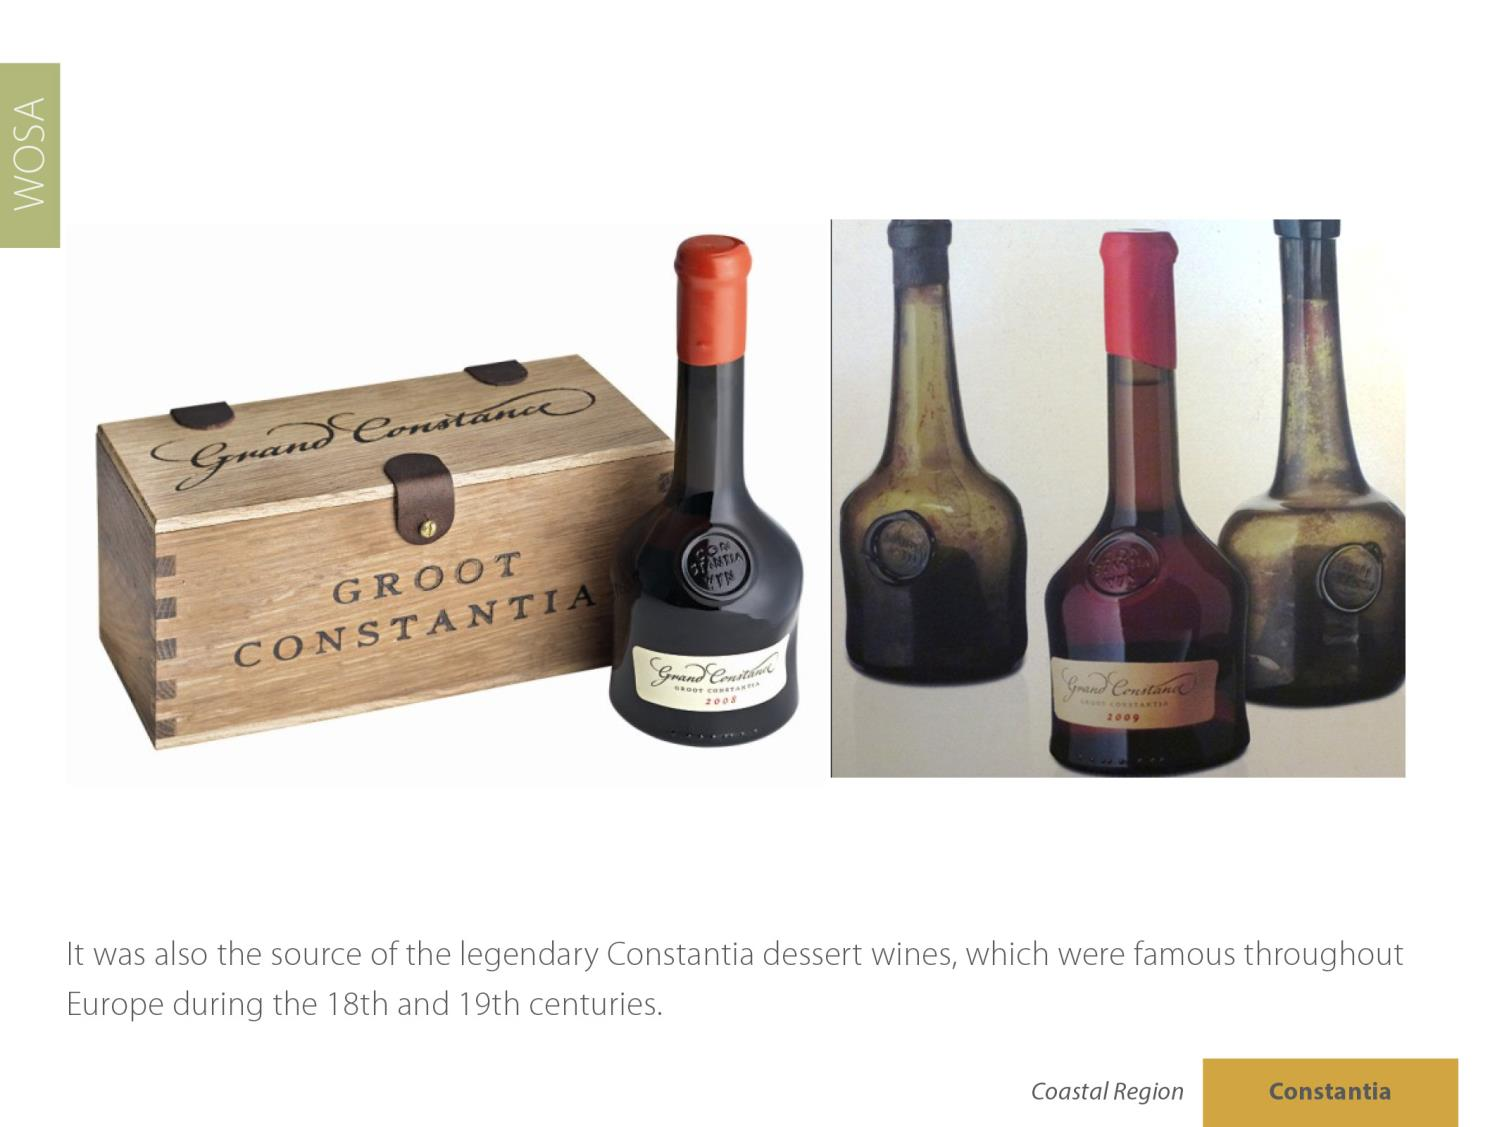 WOSA
Grand Constance
GROOT
CONSTANTIA
CON
STANTIA
WYN
Grand Constance
GROOT CONSTANTIA
2008
Grand Constance
GROOT CONSTANTIA
2009
It was also the source of the legendary Constantia dessert wines, which were famous throughout
Europe during the 18th and 19th centuries.
Coastal Region
Constantia